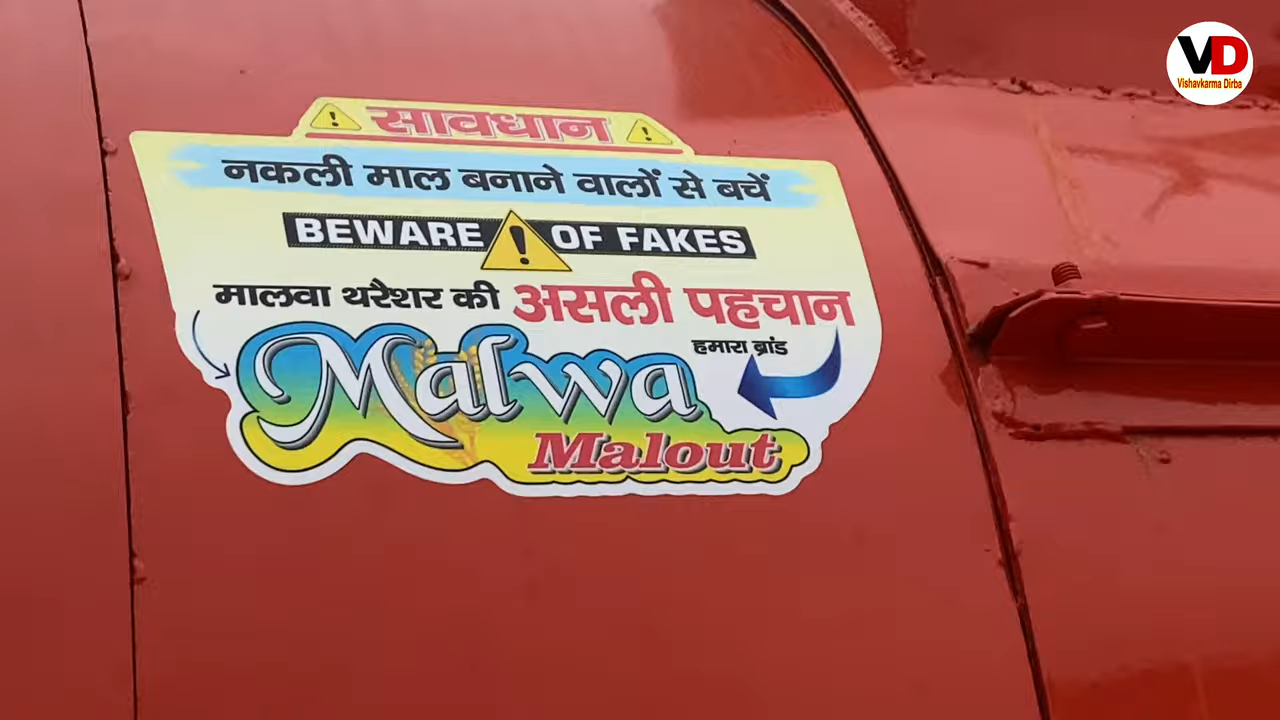 VD
Vishavkarma Dirba
सावधान
नकली माल बनाने वालों से बचें
BEWARE ! OF FAKES
मालवा थरैशर की असली पहचान
हमारा ब्रांड
Malwa
Malout